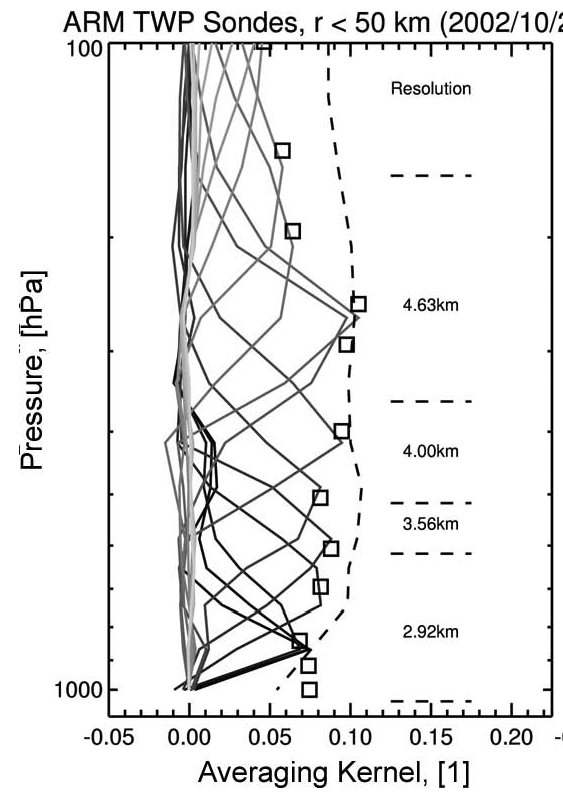 ARM TWP Sondes, r < 50 km (2002/10/2
100
Resolution
4.63km
4.00km
3.56km
2.92km
1000
Pressure, [hPa]
-0.05 0.00 0.05 0.10 0.15 0.20
Averaging Kernel, [1]